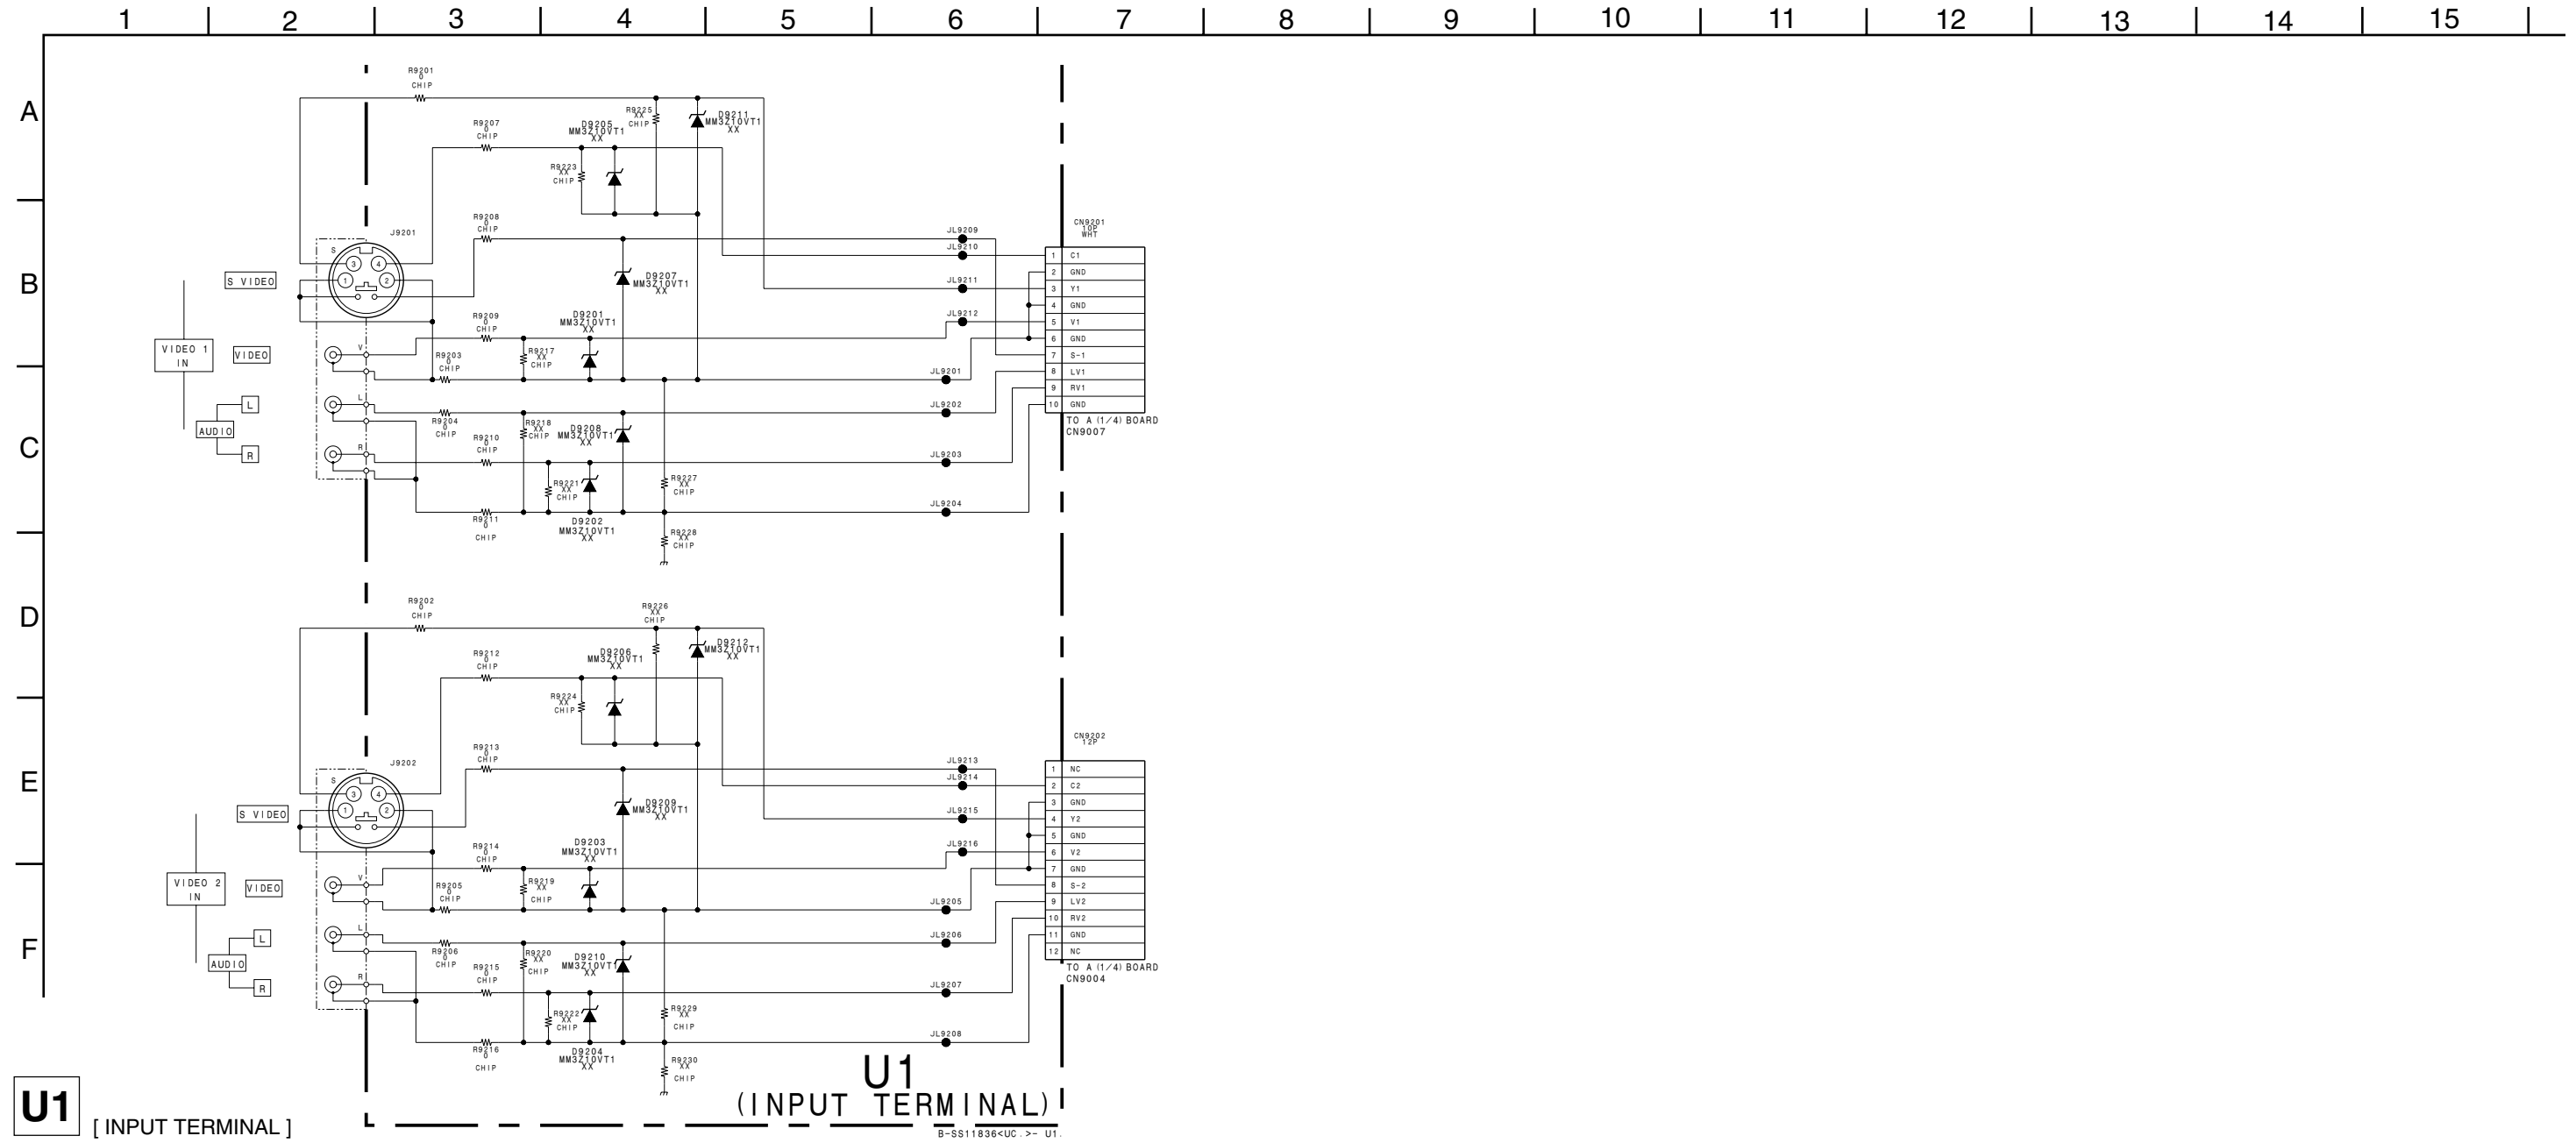 1 2 3 4 5 6 7 8 9 10 11 12 13 14 15
A
B
C
D
E
F
R9201
0
CHIP
R9207
0
CHIP
D9205
MM3Z10VT1
XX
R9225
XX
CHIP
D9211
MM3Z10VT1
XX
R9223
XX
CHIP
R9208
0
CHIP
J9201
S
3 4
1 2
S VIDEO
D9207
MM3Z10VT1
XX
R9209
0
CHIP
D9201
MM3Z10VT1
XX
VIDEO 1
IN
VIDEO
V
R9203
0
CHIP
R9217
XX
CHIP
L
L
AUDIO
R
R
R9204
0
CHIP
R9210
0
CHIP
R9218
XX
CHIP
D9208
MM3Z10VT1
XX
R9221
XX
CHIP
R9227
XX
CHIP
R9211
0
CHIP
D9202
MM3Z10VT1
XX
R9228
XX
CHIP
JL9209
JL9210
JL9211
JL9212
JL9201
JL9202
JL9203
JL9204
CN9201
10P
WHT
1 C1
2 GND
3 Y1
4 GND
5 V1
6 GND
7 S-1
8 LV1
9 RV1
10 GND
TO A (1/4) BOARD
CN9007
R9202
0
CHIP
R9226
XX
CHIP
R9212
0
CHIP
D9206
MM3Z10VT1
XX
D9212
MM3Z10VT1
XX
R9224
XX
CHIP
R9213
0
CHIP
J9202
S
3 4
1 2
S VIDEO
D9209
MM3Z10VT1
XX
R9214
0
CHIP
D9203
MM3Z10VT1
XX
VIDEO 2
IN
VIDEO
V
R9205
0
CHIP
R9219
XX
CHIP
L
L
AUDIO
R
R
R9206
0
CHIP
R9215
0
CHIP
R9220
XX
CHIP
D9210
MM3Z10VT1
XX
R9222
XX
CHIP
R9229
XX
CHIP
R9216
0
CHIP
D9204
MM3Z10VT1
XX
R9230
XX
CHIP
JL9213
JL9214
JL9215
JL9216
JL9205
JL9206
JL9207
JL9208
CN9202
12P
1 NC
2 C2
3 GND
4 Y2
5 GND
6 V2
7 GND
8 S-2
9 LV2
10 RV2
11 GND
12 NC
TO A (1/4) BOARD
CN9004
U1
(INPUT TERMINAL)
B-SS11836<UC.>- U1.
U1
[ INPUT TERMINAL ]